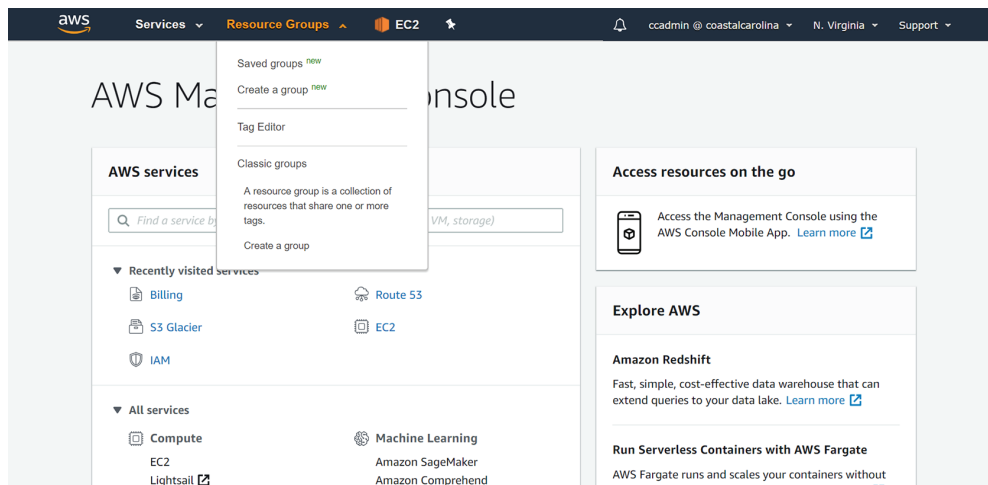 aws
Services
Resource Groups
EC2
ccadmin @ coastalcarolina
N. Virginia
Support
Saved groups new
Create a group new
Tag Editor
Classic groups
A resource group is a collection of
resources that share one or more
tags.
Create a group
AWS Ma
onsole
AWS services
Find a service by
VM, storage)
Recently visited services
Billing
Route 53
S3 Glacier
EC2
IAM
All services
Compute
EC2
Lightsail
Machine Learning
Amazon SageMaker
Amazon Comprehend
Access resources on the go
Access the Management Console using the
AWS Console Mobile App. Learn more
Explore AWS
Amazon Redshift
Fast, simple, cost-effective data warehouse that can
extend queries to your data lake. Learn more
Run Serverless Containers with AWS Fargate
AWS Fargate runs and scales your containers without